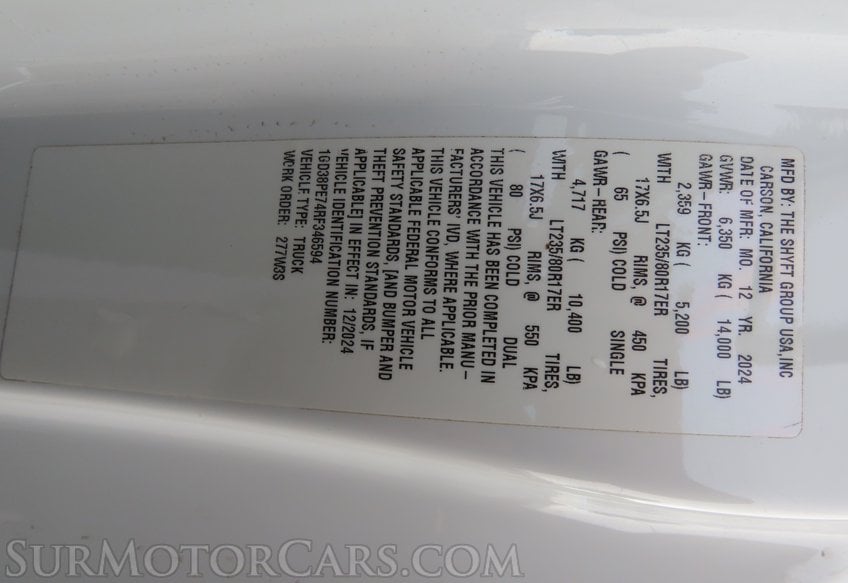 MFD BY: THE SHYFT GROUP USA, INC
CARSON, CALIFORNIA
DATE OF MFR: MO. 12 YR. 2024
GVWR: 6,350 KG ( 14,000 LB)
GAWR-FRONT:
2,359 KG ( 5,200 LB)
WITH LT235/80R17ER TIRES,
17X6.5J RIMS, @ 450 KPA
( 65 PSI) COLD SINGLE
GAWR-REAR:
4,717 KG ( 10,400 LB)
WITH LT235/80R17ER TIRES,
17X6.5J RIMS, @ 550 KPA
( 80 PSI) COLD DUAL
THIS VEHICLE HAS BEEN COMPLETED IN
ACCORDANCE WITH THE PRIOR MANU-
FACTURERS' IVD, WHERE APPLICABLE.
THIS VEHICLE CONFORMS TO ALL
APPLICABLE FEDERAL MOTOR VEHICLE
SAFETY STANDARDS, [AND BUMPER AND
THEFT PREVENTION STANDARDS, IF
APPLICABLE] IN EFFECT IN: 12/2024
VEHICLE IDENTIFICATION NUMBER:
1GD38PE74RF346594
VEHICLE TYPE: TRUCK
WORK ORDER: 277W3S
SURMOTORCARS.COM